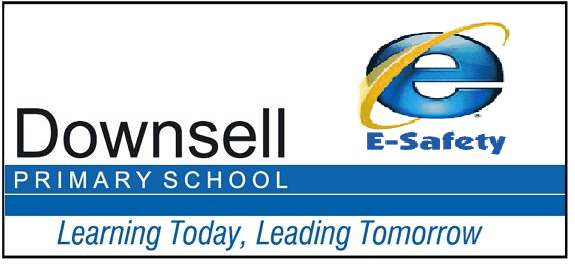 Downsell
E-Safety
PRIMARY SCHOOL
Learning Today, Leading Tomorrow